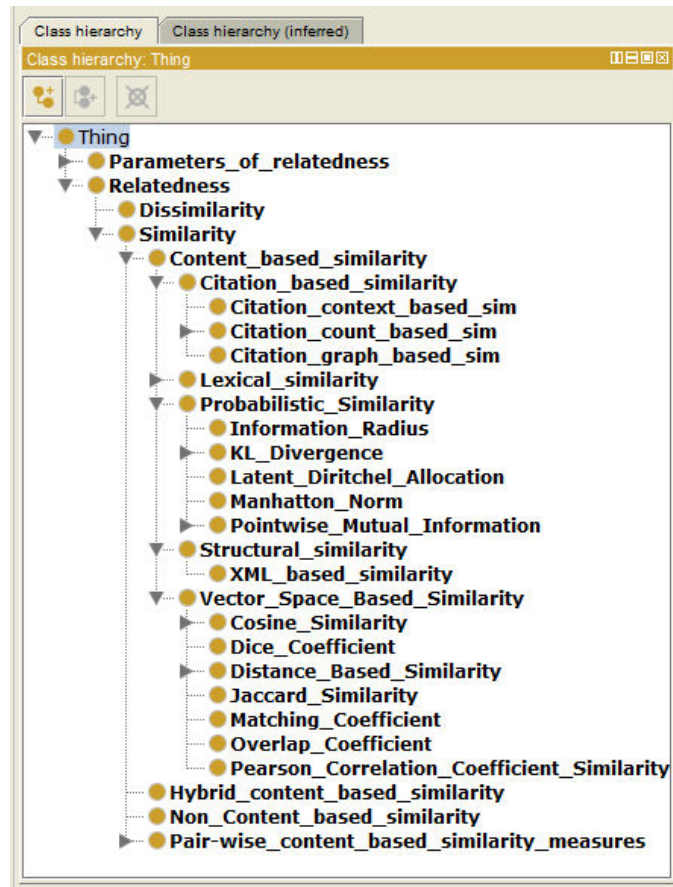 Class hierarchy Class hierarchy (inferred)
Class hierarchy: Thing
Thing
Parameters_of_relatedness
Relatedness
Dissimilarity
Similarity
Content_based_similarity
Citation_based_similarity
Citation_context_based_sim
Citation_count_based_sim
Citation_graph_based_sim
Lexical_similarity
Probabilistic_Similarity
Information_Radius
KL_Divergence
Latent_Diritchel_Allocation
Manhatton_Norm
Pointwise_Mutual_Information
Structural_similarity
XML_based_similarity
Vector_Space_Based_Similarity
Cosine_Similarity
Dice_Coefficient
Distance_Based_Similarity
Jaccard_Similarity
Matching_Coefficient
Overlap_Coefficient
Pearson_Correlation_Coefficient_Similarity
Hybrid_content_based_similarity
Non_Content_based_similarity
Pair-wise_content_based_similarity_measures